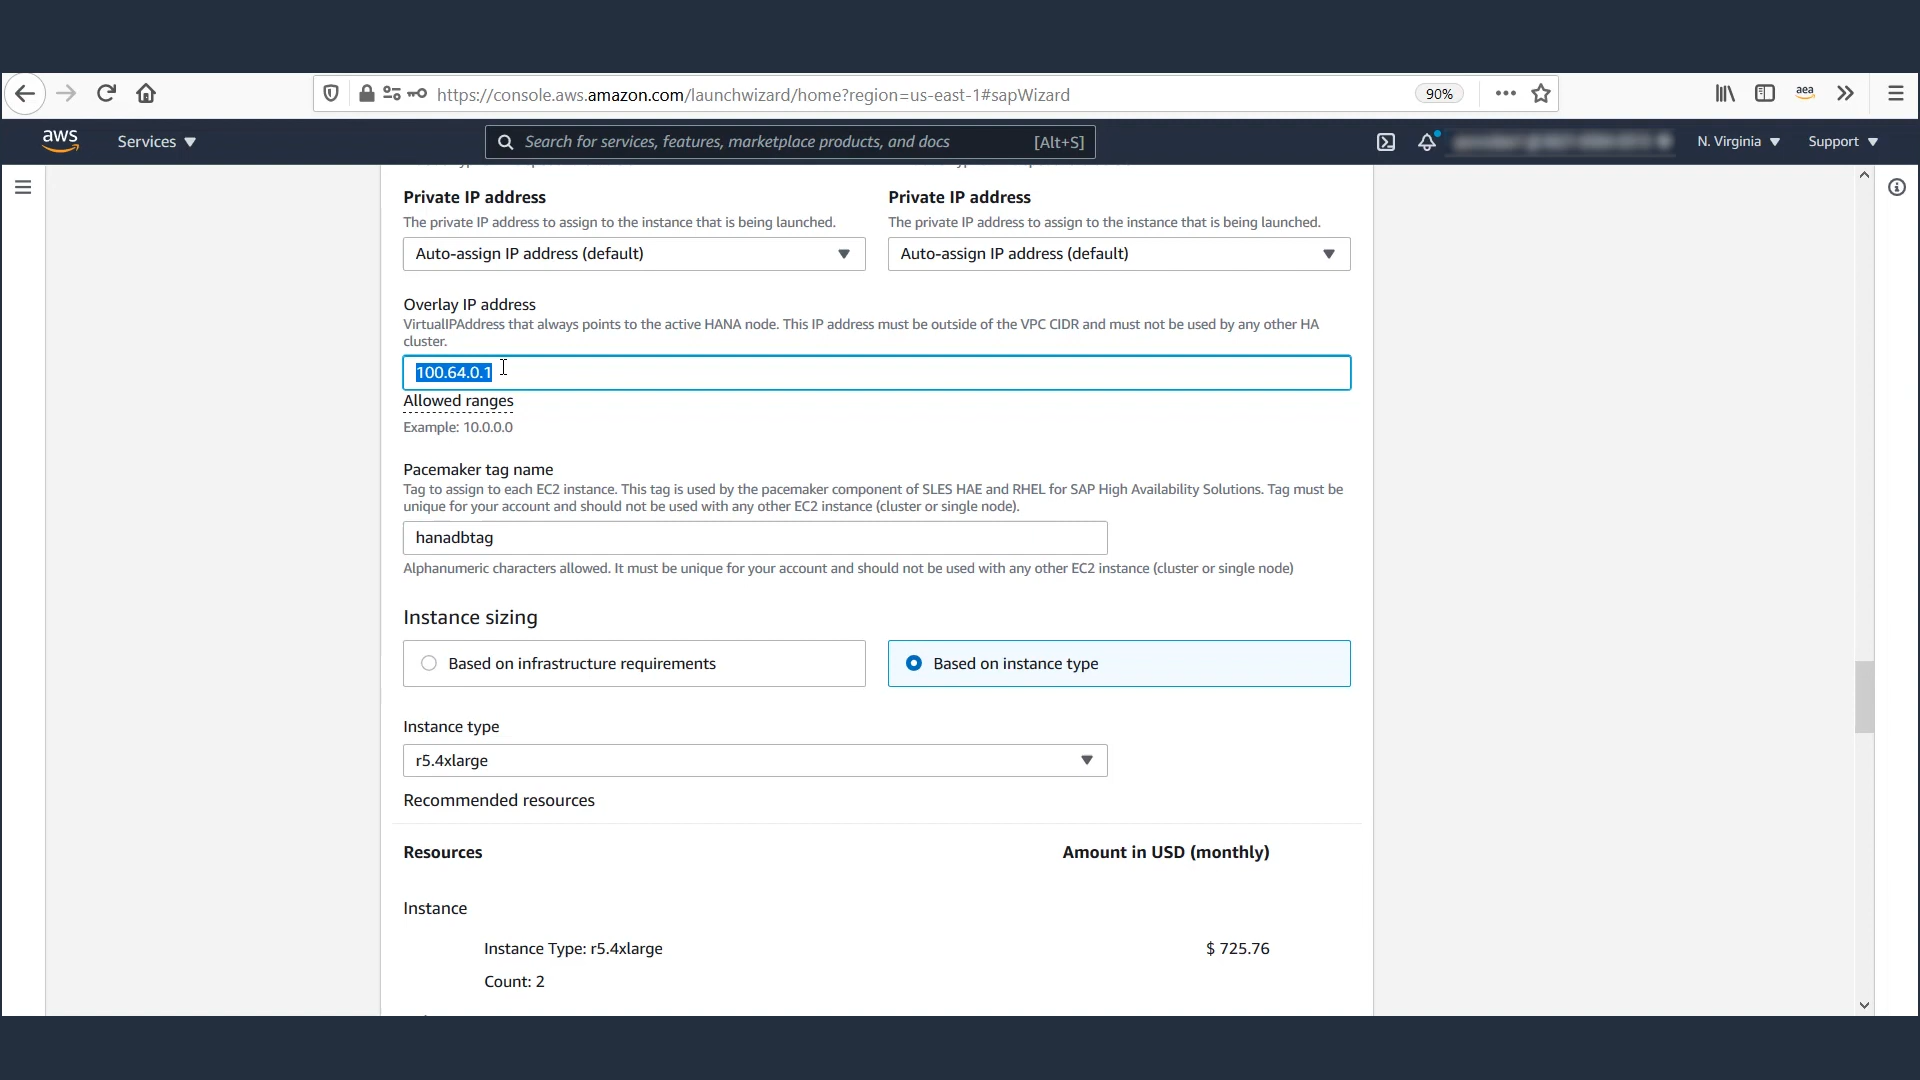 https://console.aws.amazon.com/launchwizard/home?region=us-east-1#sapWizard
90%
aea
aws
Services
Search for services, features, marketplace products, and docs
[Alt+S]
N. Virginia
Support
Private IP address
Private IP address
The private IP address to assign to the instance that is being launched.
The private IP address to assign to the instance that is being launched.
Auto-assign IP address (default)
Auto-assign IP address (default)
Overlay IP address
VirtualIPAddress that always points to the active HANA node. This IP address must be outside of the VPC CIDR and must not be used by any other HA
cluster.
100.64.0.1
Allowed ranges
Example: 10.0.0.0
Pacemaker tag name
Tag to assign to each EC2 instance. This tag is used by the pacemaker component of SLES HAE and RHEL for SAP High Availability Solutions. Tag must be
unique for your account and should not be used with any other EC2 instance (cluster or single node).
hanadbtag
Alphanumeric characters allowed. It must be unique for your account and should not be used with any other EC2 instance (cluster or single node)
Instance sizing
Based on infrastructure requirements
Based on instance type
Instance type
r5.4xlarge
Recommended resources
Resources
Amount in USD (monthly)
Instance
Instance Type: r5.4xlarge
$ 725.76
Count: 2